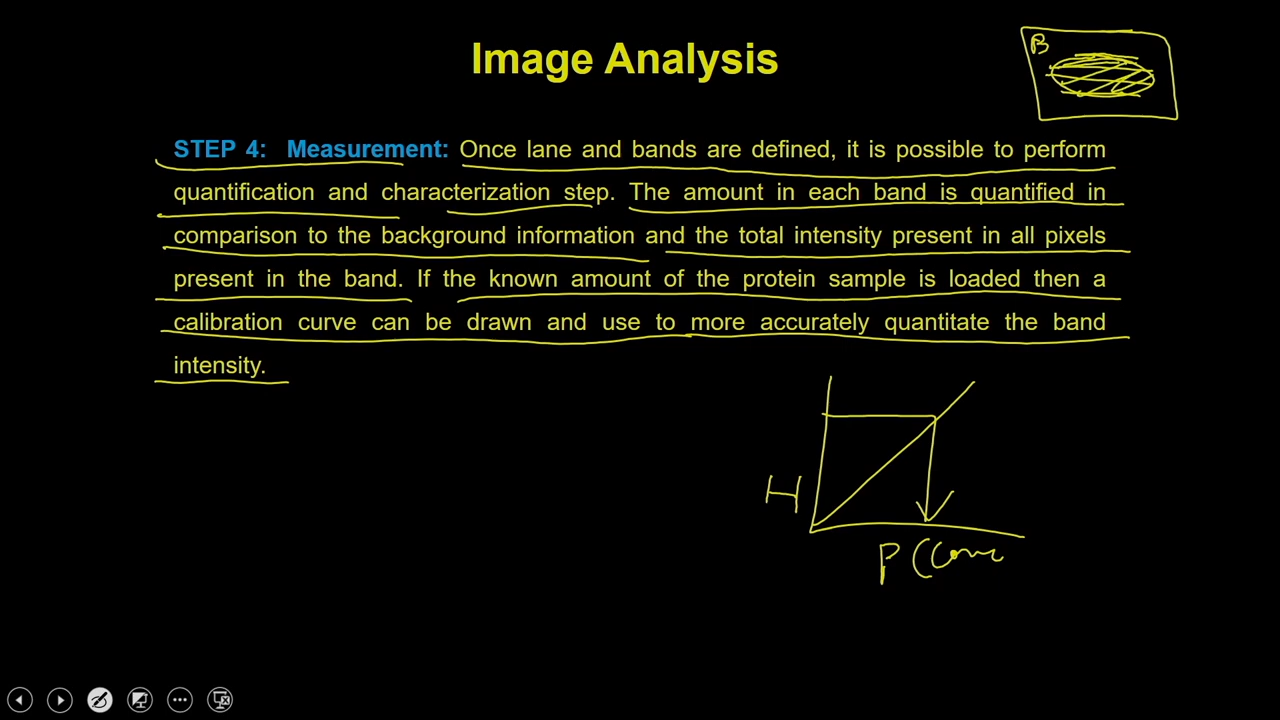 Image Analysis
B
STEP 4: Measurement: Once lane and bands are defined, it is possible to perform
quantification and characterization step. The amount in each band is quantified in
comparison to the background information and the total intensity present in all pixels
present in the band. If the known amount of the protein sample is loaded then a
calibration curve can be drawn and use to more accurately quantitate the band
intensity.
H
P (Conc